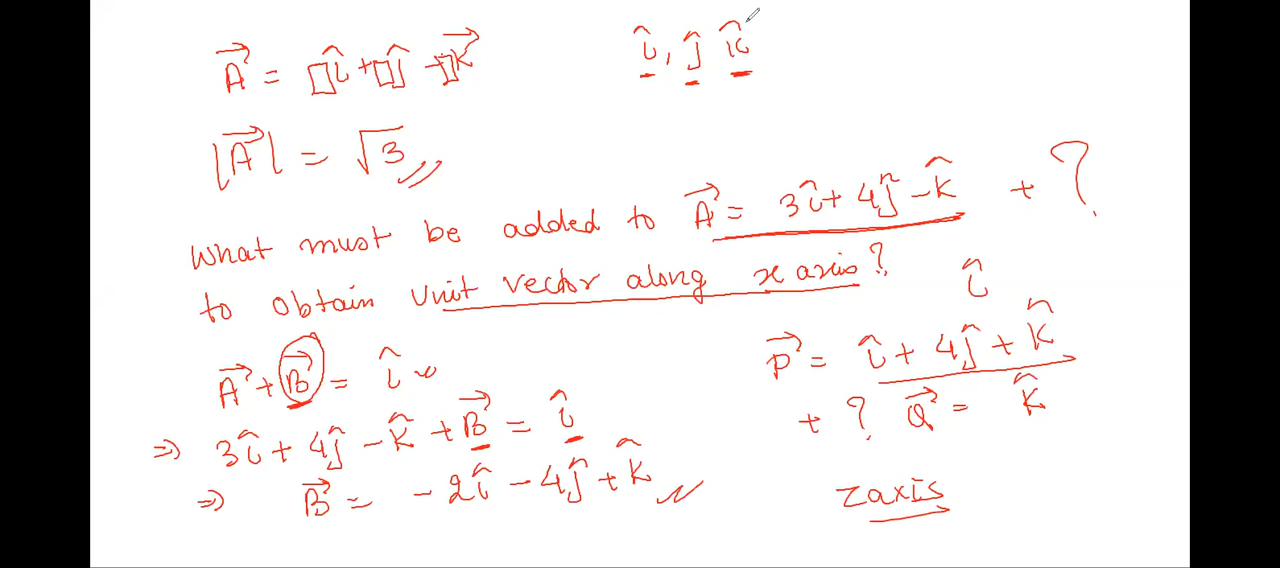 A⃗ = []î + []ĵ + []k⃗
î, ĵ k̂
|A⃗| = √3
What must be added to A⃗ = 3î + 4ĵ - k̂ + ?
to obtain unit vector along x axis?
î
A⃗ + B⃗ = î
⇒ 3î + 4ĵ - k̂ + B⃗ = î
⇒ B⃗ = -2î - 4ĵ + k̂
P⃗ = î + 4ĵ + k̂
+ ? Q⃗ = k̂
z axis